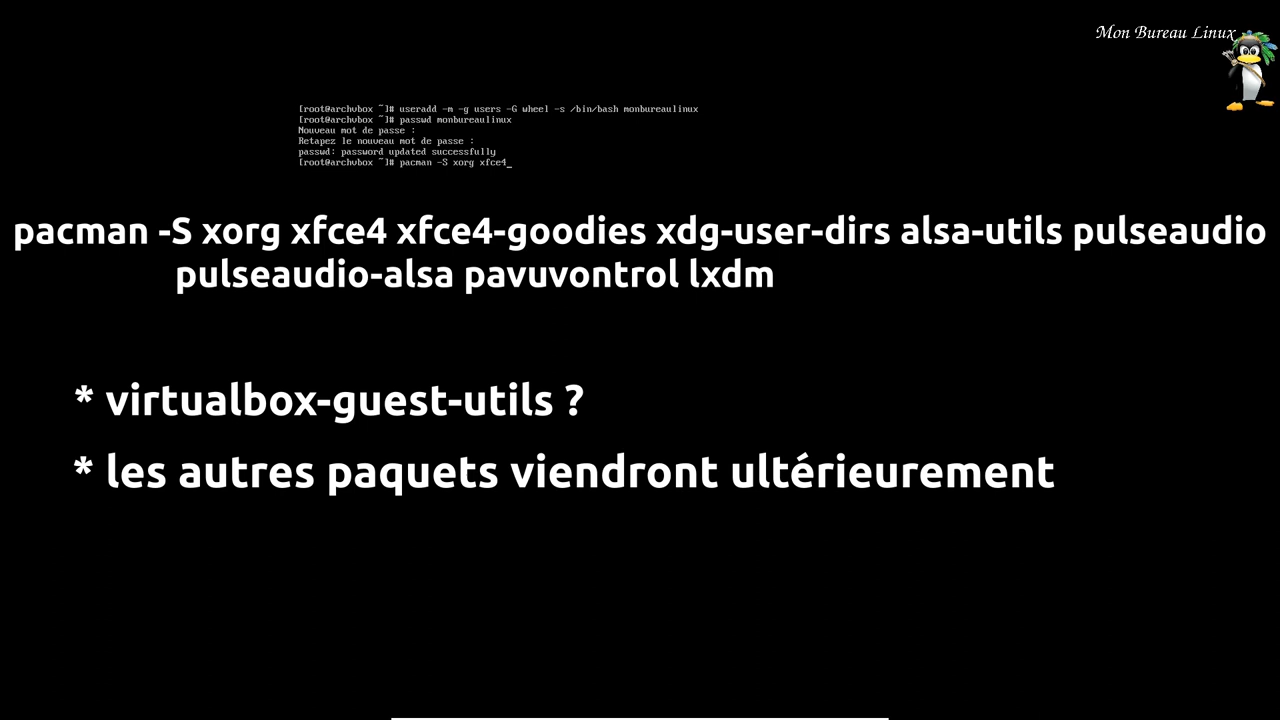 Mon Bureau Linux
[root@archvbox ~]# useradd -m -g users -G wheel -s /bin/bash monbureaulinux
[root@archvbox ~]# passwd monbureaulinux
Nouveau mot de passe :
Retapez le nouveau mot de passe :
passwd: password updated successfully
[root@archvbox ~]# pacman -S xorg xfce4_
pacman -S xorg xfce4 xfce4-goodies xdg-user-dirs alsa-utils pulseaudio
pulseaudio-alsa pavuvontrol lxdm
* virtualbox-guest-utils ?
* les autres paquets viendront ultérieurement